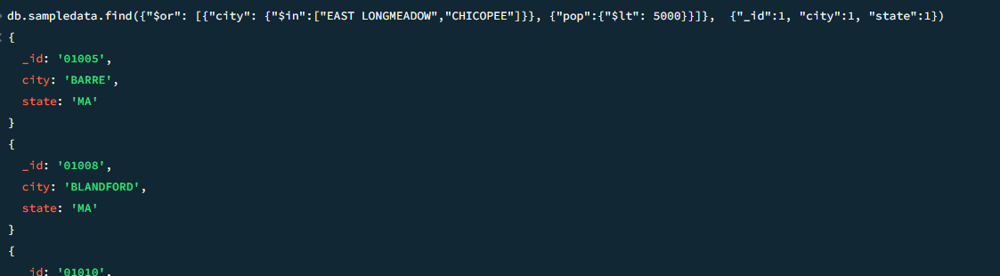 db.sampledata.find({"$or": [{"city": {"$in":["EAST LONGMEADOW","CHICOPEE"]}}, {"pop":{"$lt": 5000}}]},  {"_id":1, "city":1, "state":1})
{
_id: '01005',
city: 'BARRE',
state: 'MA'
}
{
_id: '01008',
city: 'BLANDFORD',
state: 'MA'
}
{
_id: '01010',